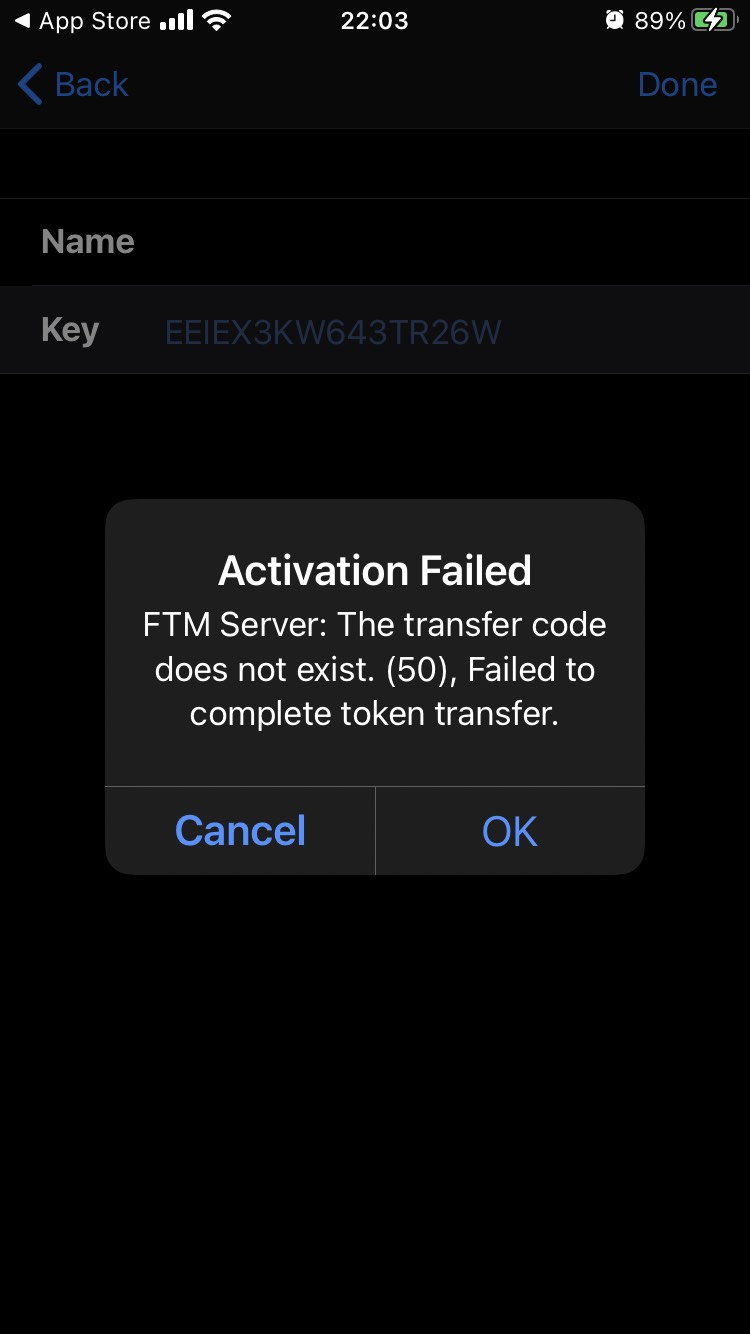 App Store 22:03 89%
Back Done
Name
Key EEIEX3KW643TR26W
Activation Failed
FTM Server: The transfer code
does not exist. (50), Failed to
complete token transfer.
Cancel OK